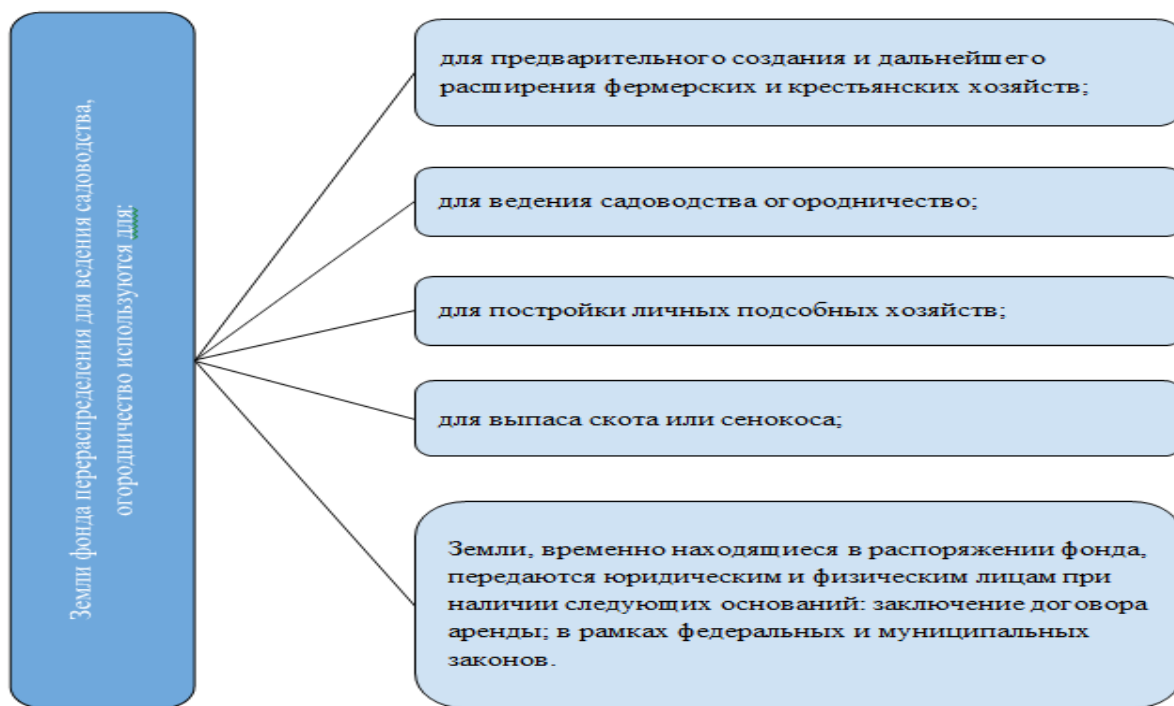 Земли фонда перераспределения для ведения садоводства,
огородничество используются для:
для предварительного создания и дальнейшего
расширения фермерских и крестьянских хозяйств;
для ведения садоводства огородничество;
для постройки личных подсобных хозяйств;
для выпаса скота или сенокоса;
Земли, временно находящиеся в распоряжении фонда,
передаются юридическим и физическим лицам при
наличии следующих оснований: заключение договора
аренды; в рамках федеральных и муниципальных
законов.